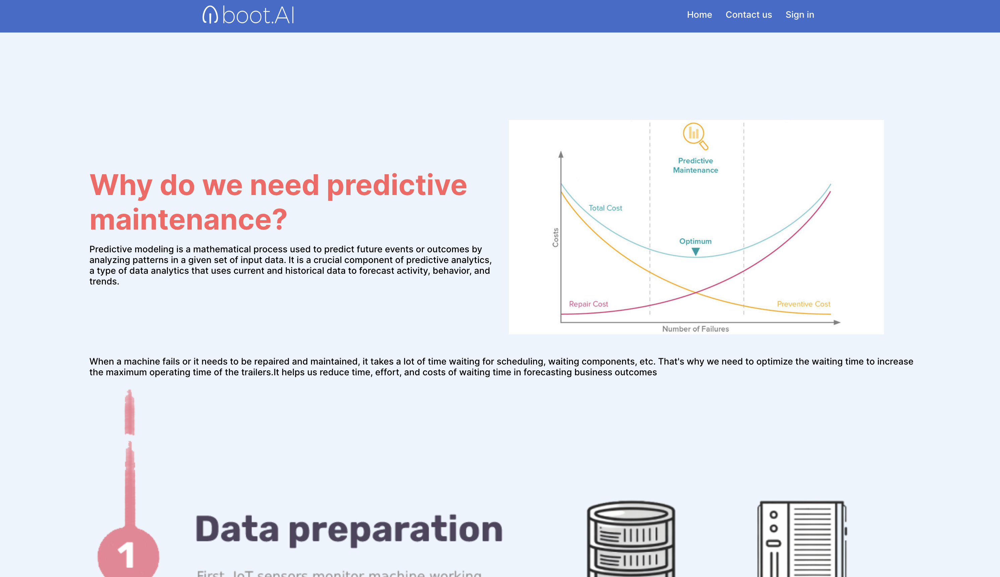 boot.AI
Home Contact us Sign in
Why do we need predictive
maintenance?
Predictive modeling is a mathematical process used to predict future events or outcomes by
analyzing patterns in a given set of input data. It is a crucial component of predictive analytics,
a type of data analytics that uses current and historical data to forecast activity, behavior, and
trends.
Predictive
Maintenance
Total Cost
Costs
Optimum
Repair Cost
Preventive Cost
Number of Failures
When a machine fails or it needs to be repaired and maintained, it takes a lot of time waiting for scheduling, waiting components, etc. That's why we need to optimize the waiting time to increase
the maximum operating time of the trailers.It helps us reduce time, effort, and costs of waiting time in forecasting business outcomes
1
Data preparation
First, IoT sensors monitor machine working